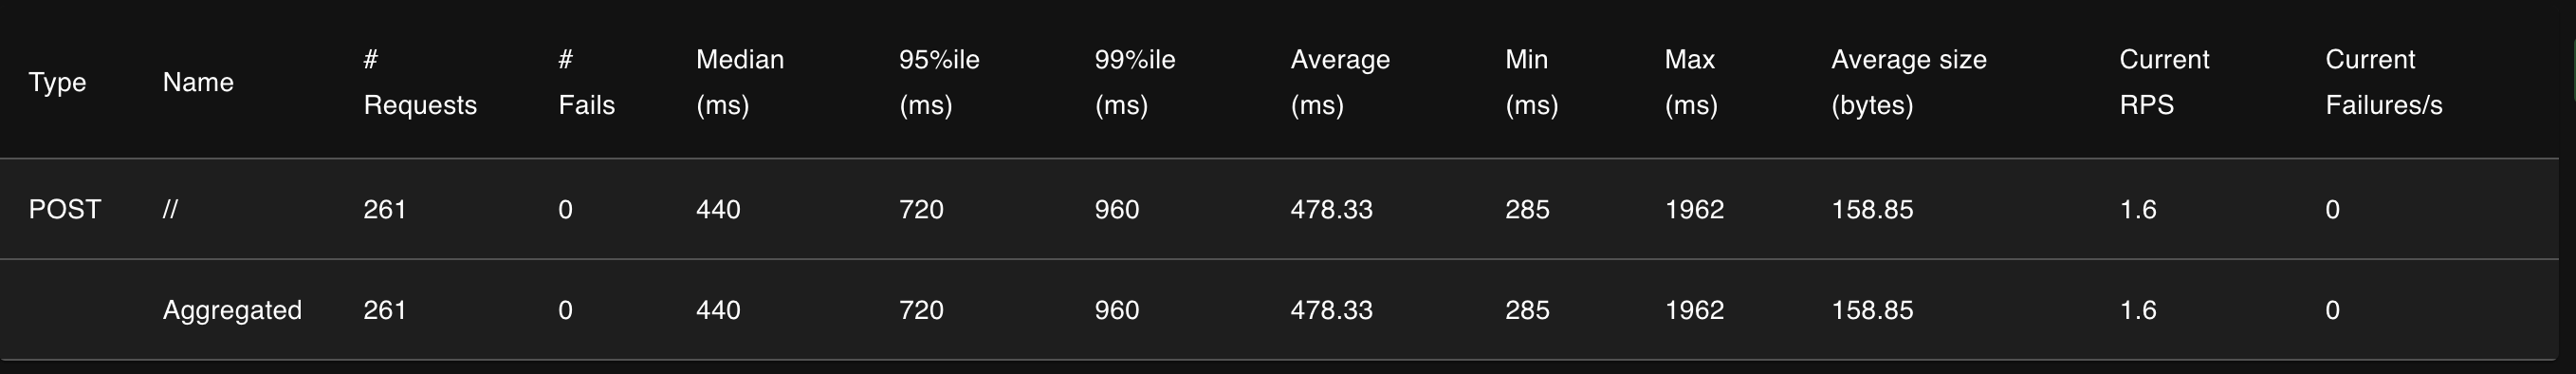 Type Name # Requests # Fails Median (ms) 95%ile (ms) 99%ile (ms) Average (ms) Min (ms) Max (ms) Average size (bytes) Current RPS Current Failures/s
POST // 261 0 440 720 960 478.33 285 1962 158.85 1.6 0
Aggregated 261 0 440 720 960 478.33 285 1962 158.85 1.6 0